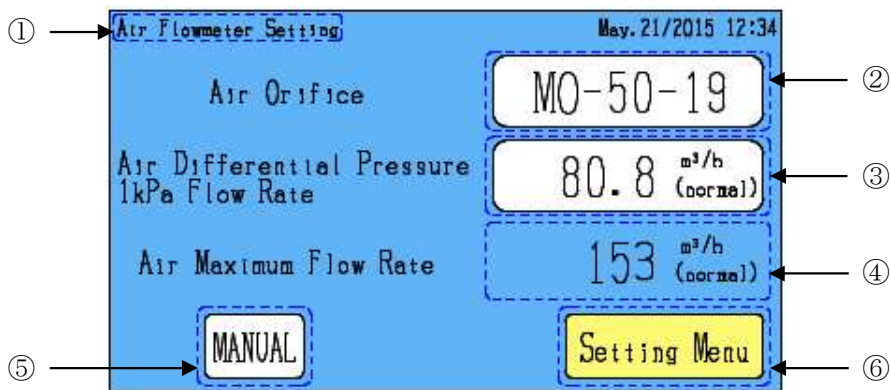 ① Air Flowmeter Setting May.21/2015 12:34
Air Orifice MO-50-19 ②
Air Differential Pressure
1kPa Flow Rate 80.8 m³/h (normal) ③
Air Maximum Flow Rate 153 m³/h (normal) ④
⑤ MANUAL Setting Menu ⑥